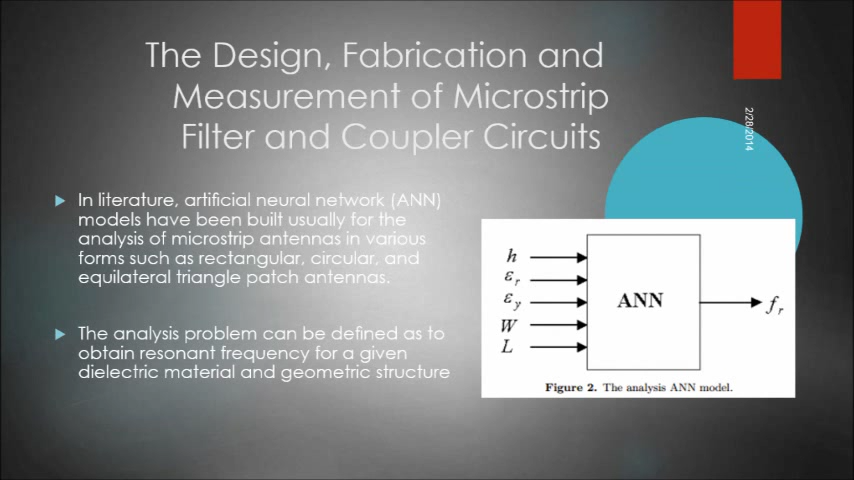 The Design, Fabrication and
Measurement of Microstrip
Filter and Coupler Circuits
2/28/2014
In literature, artificial neural network (ANN)
models have been built usually for the
analysis of microstrip antennas in various
forms such as rectangular, circular, and
equilateral triangle patch antennas.
The analysis problem can be defined as to
obtain resonant frequency for a given
dielectric material and geometric structure
h
εr
εy
W
L
ANN
fr
Figure 2. The analysis ANN model.